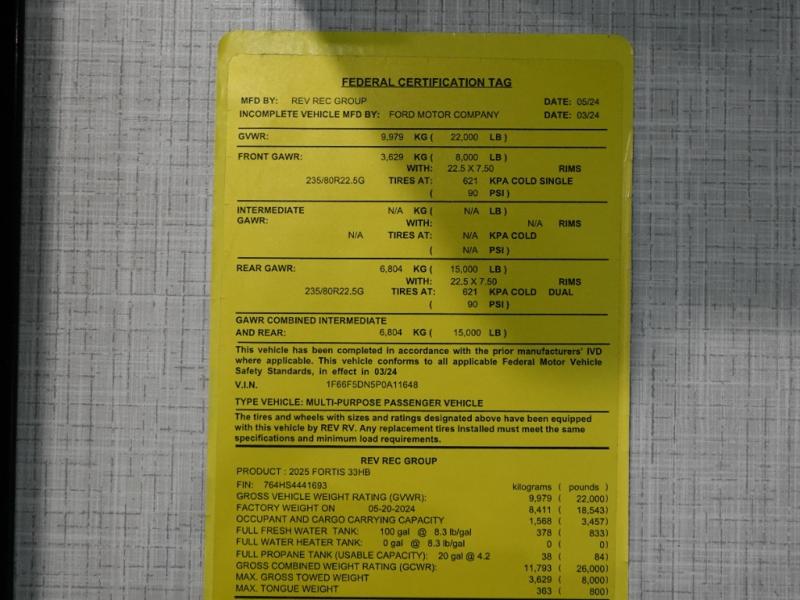 FEDERAL CERTIFICATION TAG
MFD BY: REV REC GROUP DATE: 05/24
INCOMPLETE VEHICLE MFD BY: FORD MOTOR COMPANY DATE: 03/24
GVWR: 9,979 KG ( 22,000 LB )
FRONT GAWR: 3,629 KG ( 8,000 LB )
WITH: 22.5 X 7.50 RIMS
235/80R22.5G TIRES AT: 621 KPA COLD SINGLE
( 90 PSI )
INTERMEDIATE N/A KG ( N/A LB )
GAWR: WITH: N/A RIMS
N/A TIRES AT: N/A KPA COLD
( N/A PSI )
REAR GAWR: 6,804 KG ( 15,000 LB )
WITH: 22.5 X 7.50 RIMS
235/80R22.5G TIRES AT: 621 KPA COLD DUAL
( 90 PSI )
GAWR COMBINED INTERMEDIATE
AND REAR: 6,804 KG ( 15,000 LB )
This vehicle has been completed in accordance with the prior manufacturers' IVD
where applicable. This vehicle conforms to all applicable Federal Motor Vehicle
Safety Standards, in effect in 03/24
V.I.N. 1F66F5DN5P0A11648
TYPE VEHICLE: MULTI-PURPOSE PASSENGER VEHICLE
The tires and wheels with sizes and ratings designated above have been equipped
with this vehicle by REV RV. Any replacement tires installed must meet the same
specifications and minimum load requirements.
REV REC GROUP
PRODUCT : 2025 FORTIS 33HB
FIN: 764HS4441693 kilograms ( pounds )
GROSS VEHICLE WEIGHT RATING (GVWR): 9,979 ( 22,000)
FACTORY WEIGHT ON 05-20-2024 8,411 ( 18,543)
OCCUPANT AND CARGO CARRYING CAPACITY 1,568 ( 3,457)
FULL FRESH WATER TANK: 100 gal @ 8.3 lb/gal 378 ( 833)
FULL WATER HEATER TANK: 0 gal @ 8.3 lb/gal 0 ( 0)
FULL PROPANE TANK (USABLE CAPACITY): 20 gal @ 4.2 38 ( 84)
GROSS COMBINED WEIGHT RATING (GCWR): 11,793 ( 26,000)
MAX. GROSS TOWED WEIGHT 3,629 ( 8,000)
MAX. TONGUE WEIGHT 363 ( 800)